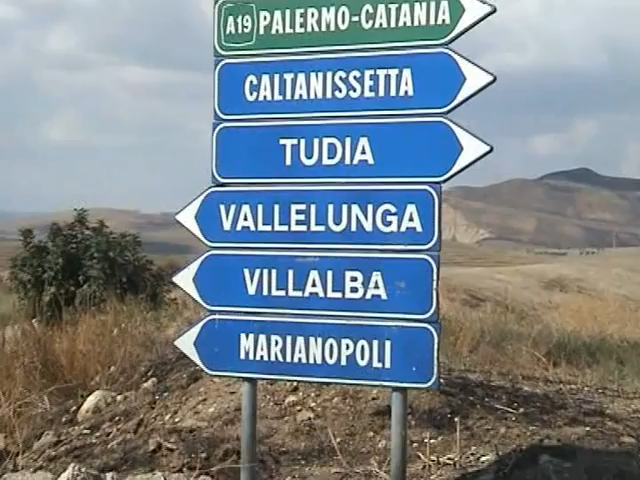 A19 PALERMO-CATANIA
CALTANISSETTA
TUDIA
VALLELUNGA
VILLALBA
MARIANOPOLI